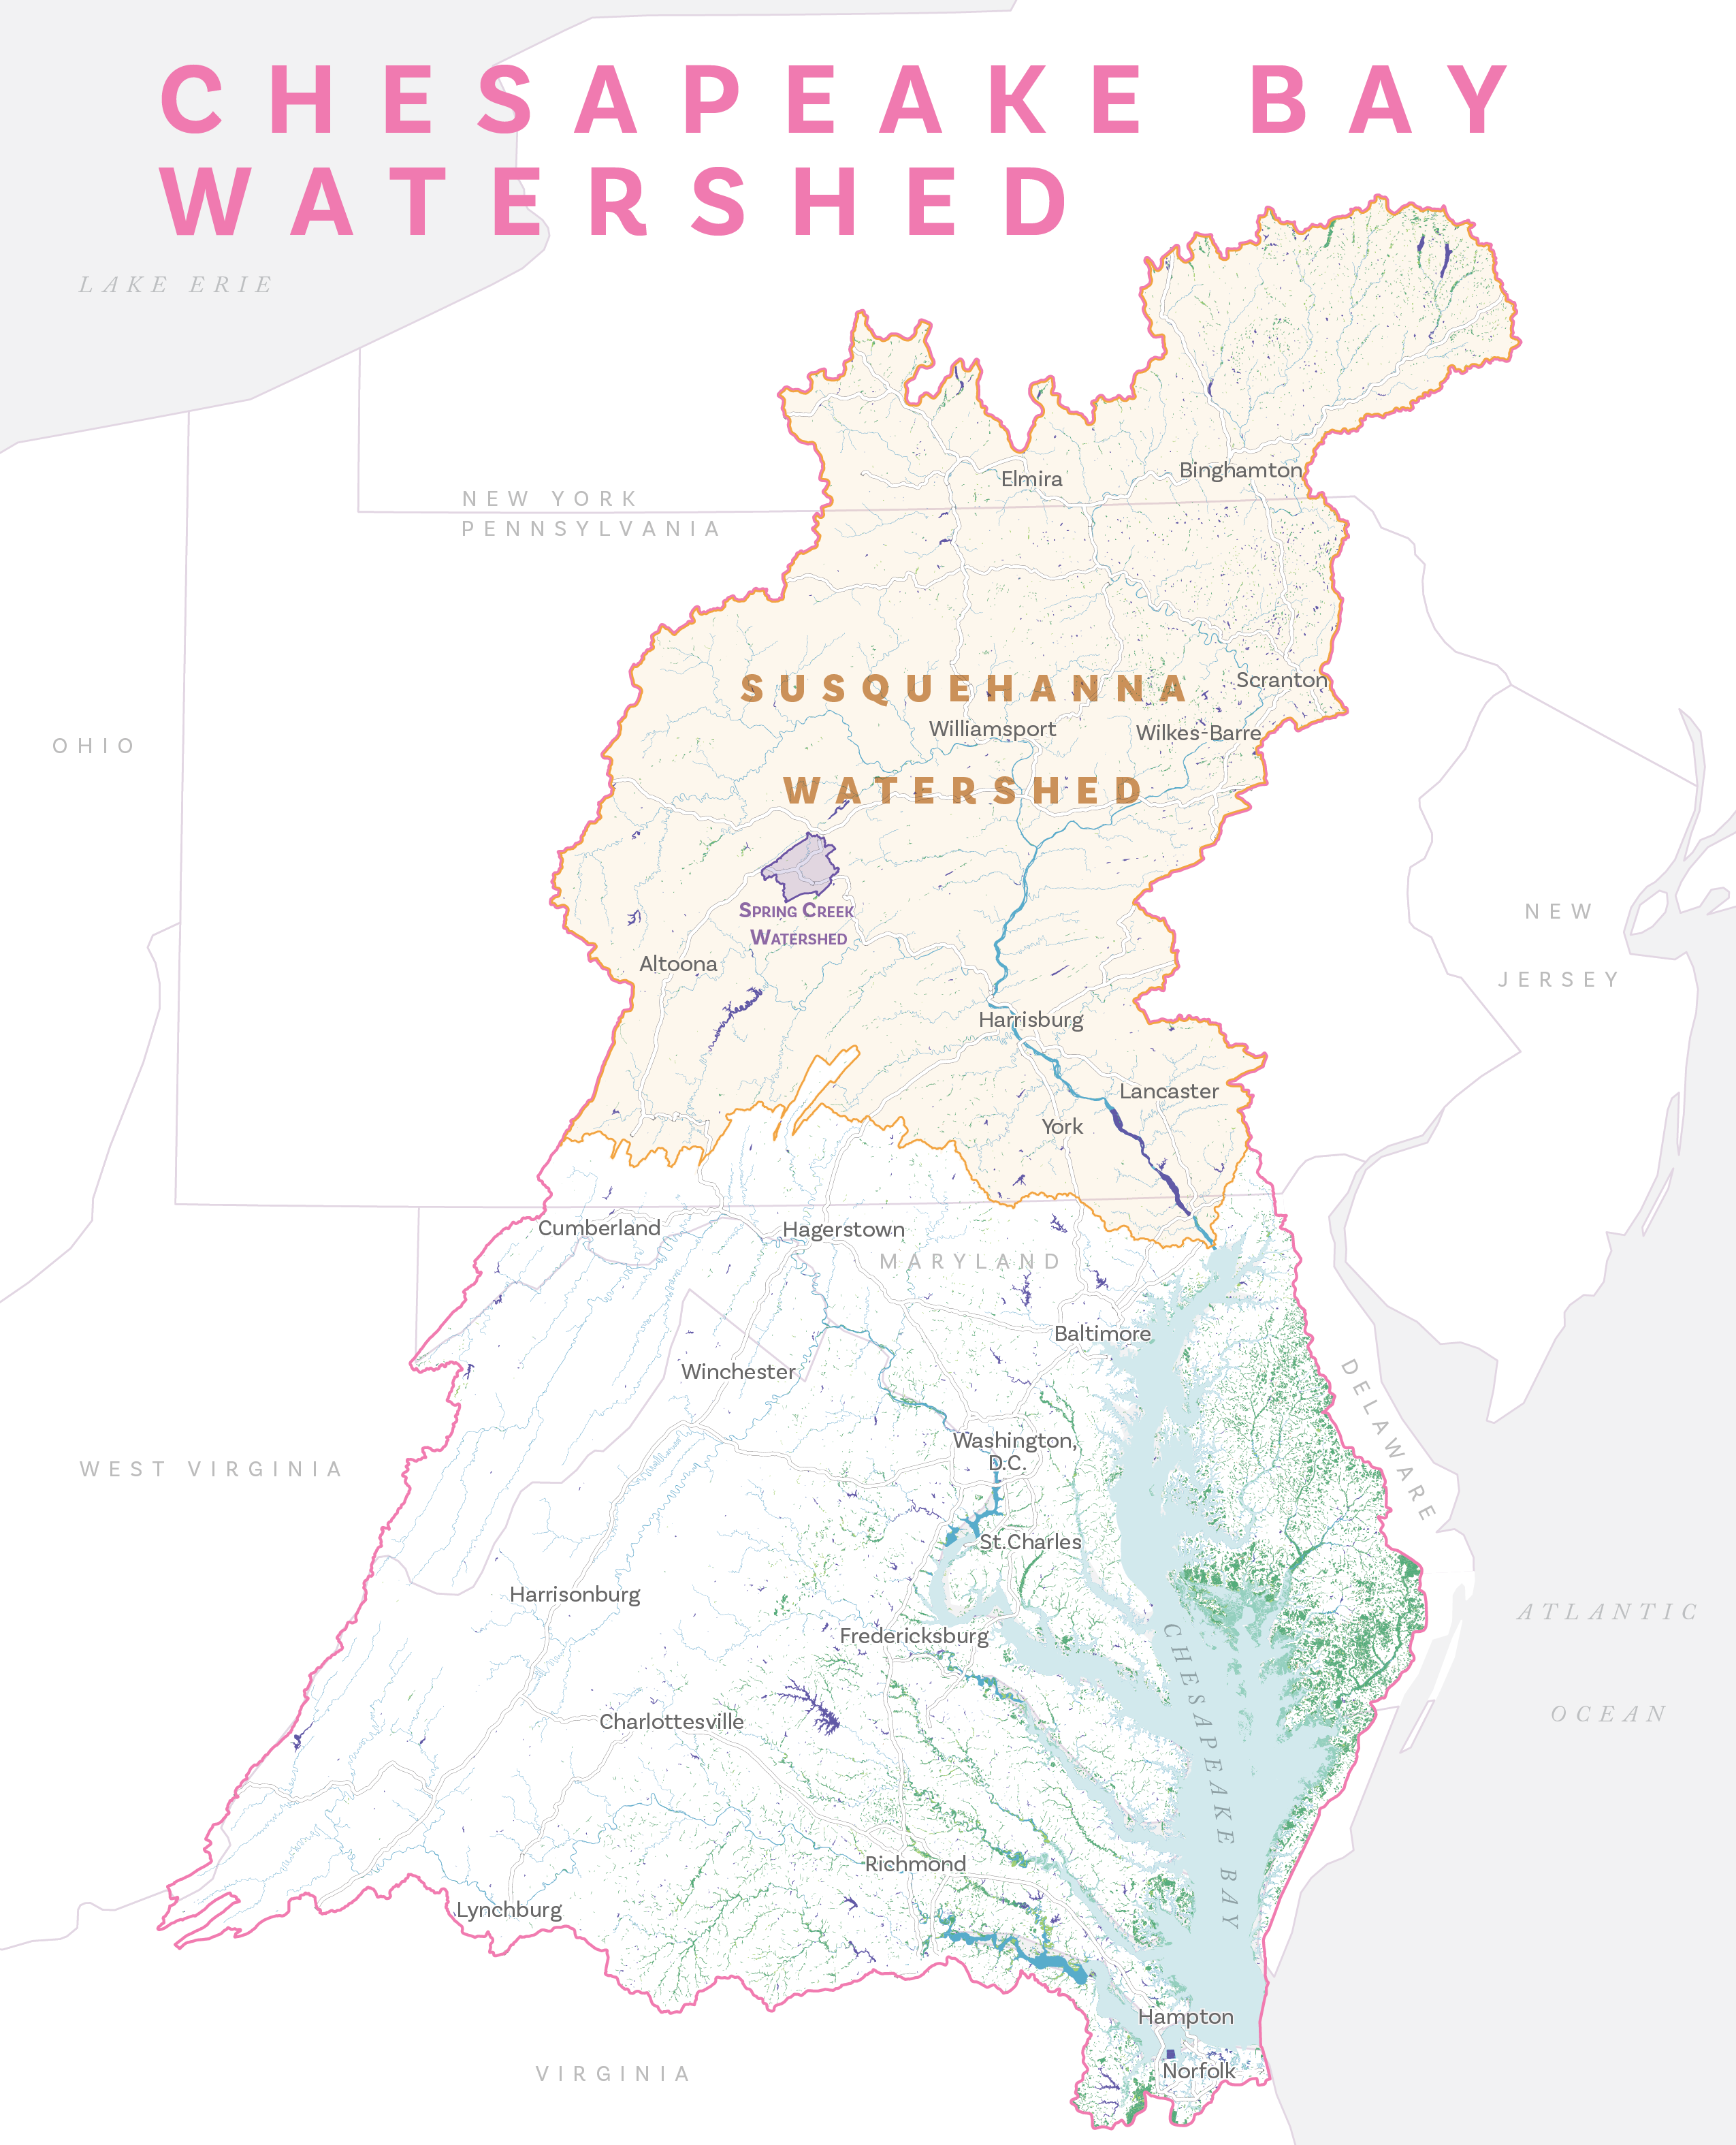 CHESAPEAKE BAY
WATERSHED
LAKE ERIE
Elmira
Binghamton
NEW YORK
PENNSYLVANIA
SUSQUEHANNA
Scranton
Williamsport
Wilkes-Barre
OHIO
WATERSHED
SPRING CREEK
WATERSHED
NEW
JERSEY
Altoona
Harrisburg
Lancaster
York
Cumberland
Hagerstown
MARYLAND
Baltimore
Winchester
DELAWARE
Washington,
D.C.
WEST VIRGINIA
St.Charles
Harrisonburg
ATLANTIC
OCEAN
Fredericksburg
CHESAPEAKE BAY
Charlottesville
Richmond
Lynchburg
Hampton
Norfolk
VIRGINIA